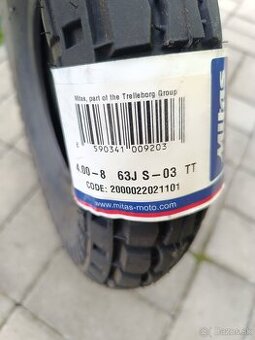 Mitas, part of the Trelleborg Group
8 590341 009203
4.00-8 63J S-03 TT
CODE: 2000022021101
www.mitas-moto.com
Mitas